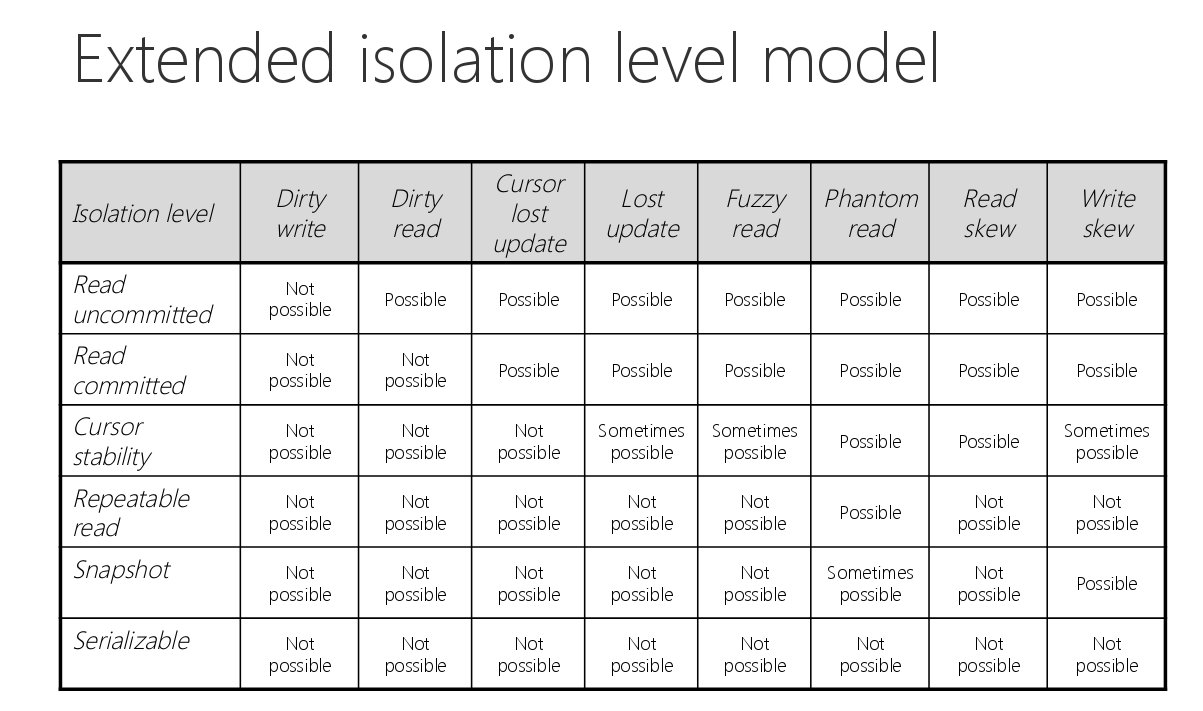 Extended isolation level model
Isolation level
Dirty
write
Dirty
read
Cursor
lost
update
Lost
update
Fuzzy
read
Phantom
read
Read
skew
Write
skew
Read
uncommitted
Not
possible
Possible
Possible
Possible
Possible
Possible
Possible
Possible
Read
committed
Not
possible
Not
possible
Possible
Possible
Possible
Possible
Possible
Possible
Cursor
stability
Not
possible
Not
possible
Not
possible
Sometimes
possible
Sometimes
possible
Possible
Possible
Sometimes
possible
Repeatable
read
Not
possible
Not
possible
Not
possible
Not
possible
Not
possible
Possible
Not
possible
Not
possible
Snapshot
Not
possible
Not
possible
Not
possible
Not
possible
Not
possible
Sometimes
possible
Not
possible
Possible
Serializable
Not
possible
Not
possible
Not
possible
Not
possible
Not
possible
Not
possible
Not
possible
Not
possible